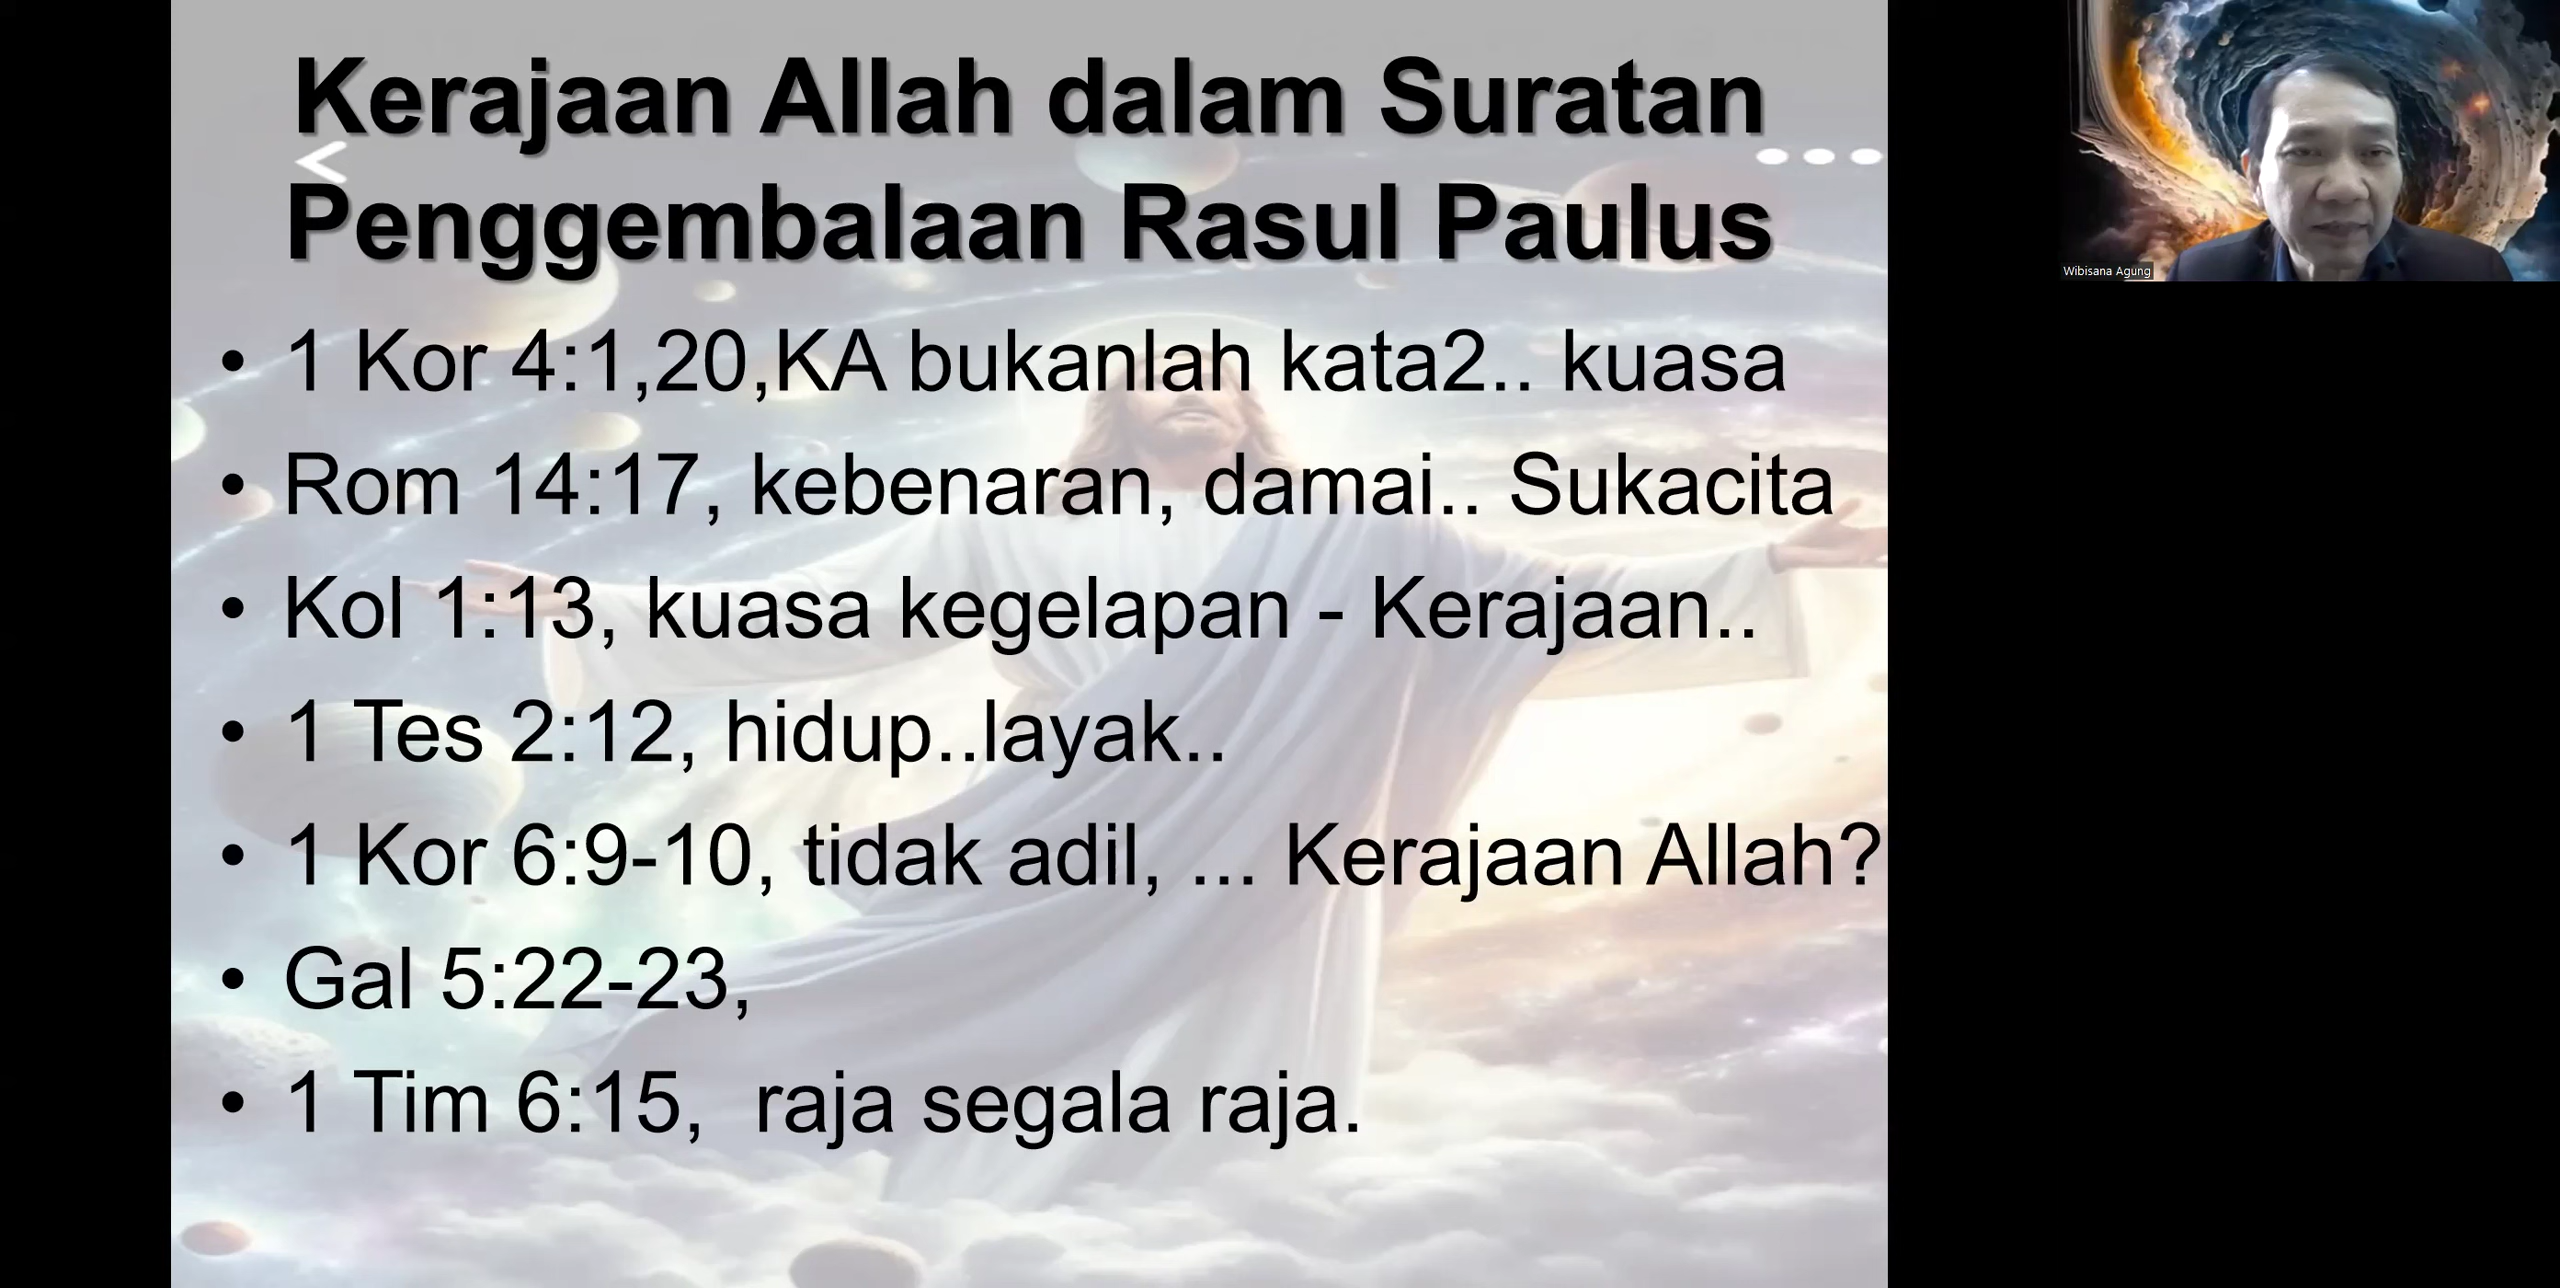 Kerajaan Allah dalam Suratan
Penggembalaan Rasul Paulus
• 1 Kor 4:1,20,KA bukanlah kata2.. kuasa
• Rom 14:17, kebenaran, damai.. Sukacita
• Kol 1:13, kuasa kegelapan - Kerajaan..
• 1 Tes 2:12, hidup..layak..
• 1 Kor 6:9-10, tidak adil, ... Kerajaan Allah?
• Gal 5:22-23,
• 1 Tim 6:15,  raja segala raja.
Wibisana Agung